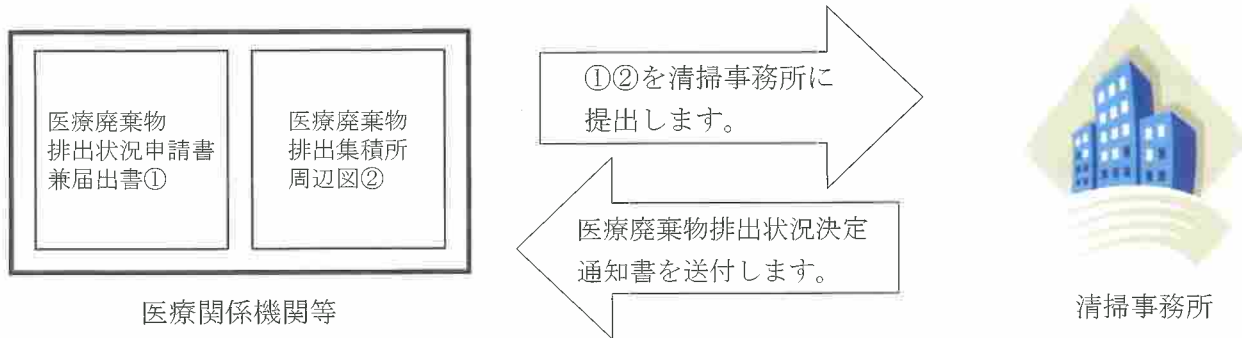 医療廃棄物
排出状況申請書
兼届出書①
医療廃棄物
排出集積所
周辺図②
医療関係機関等
①②を清掃事務所に
提出します。
医療廃棄物排出状況決定
通知書を送付します。
清掃事務所